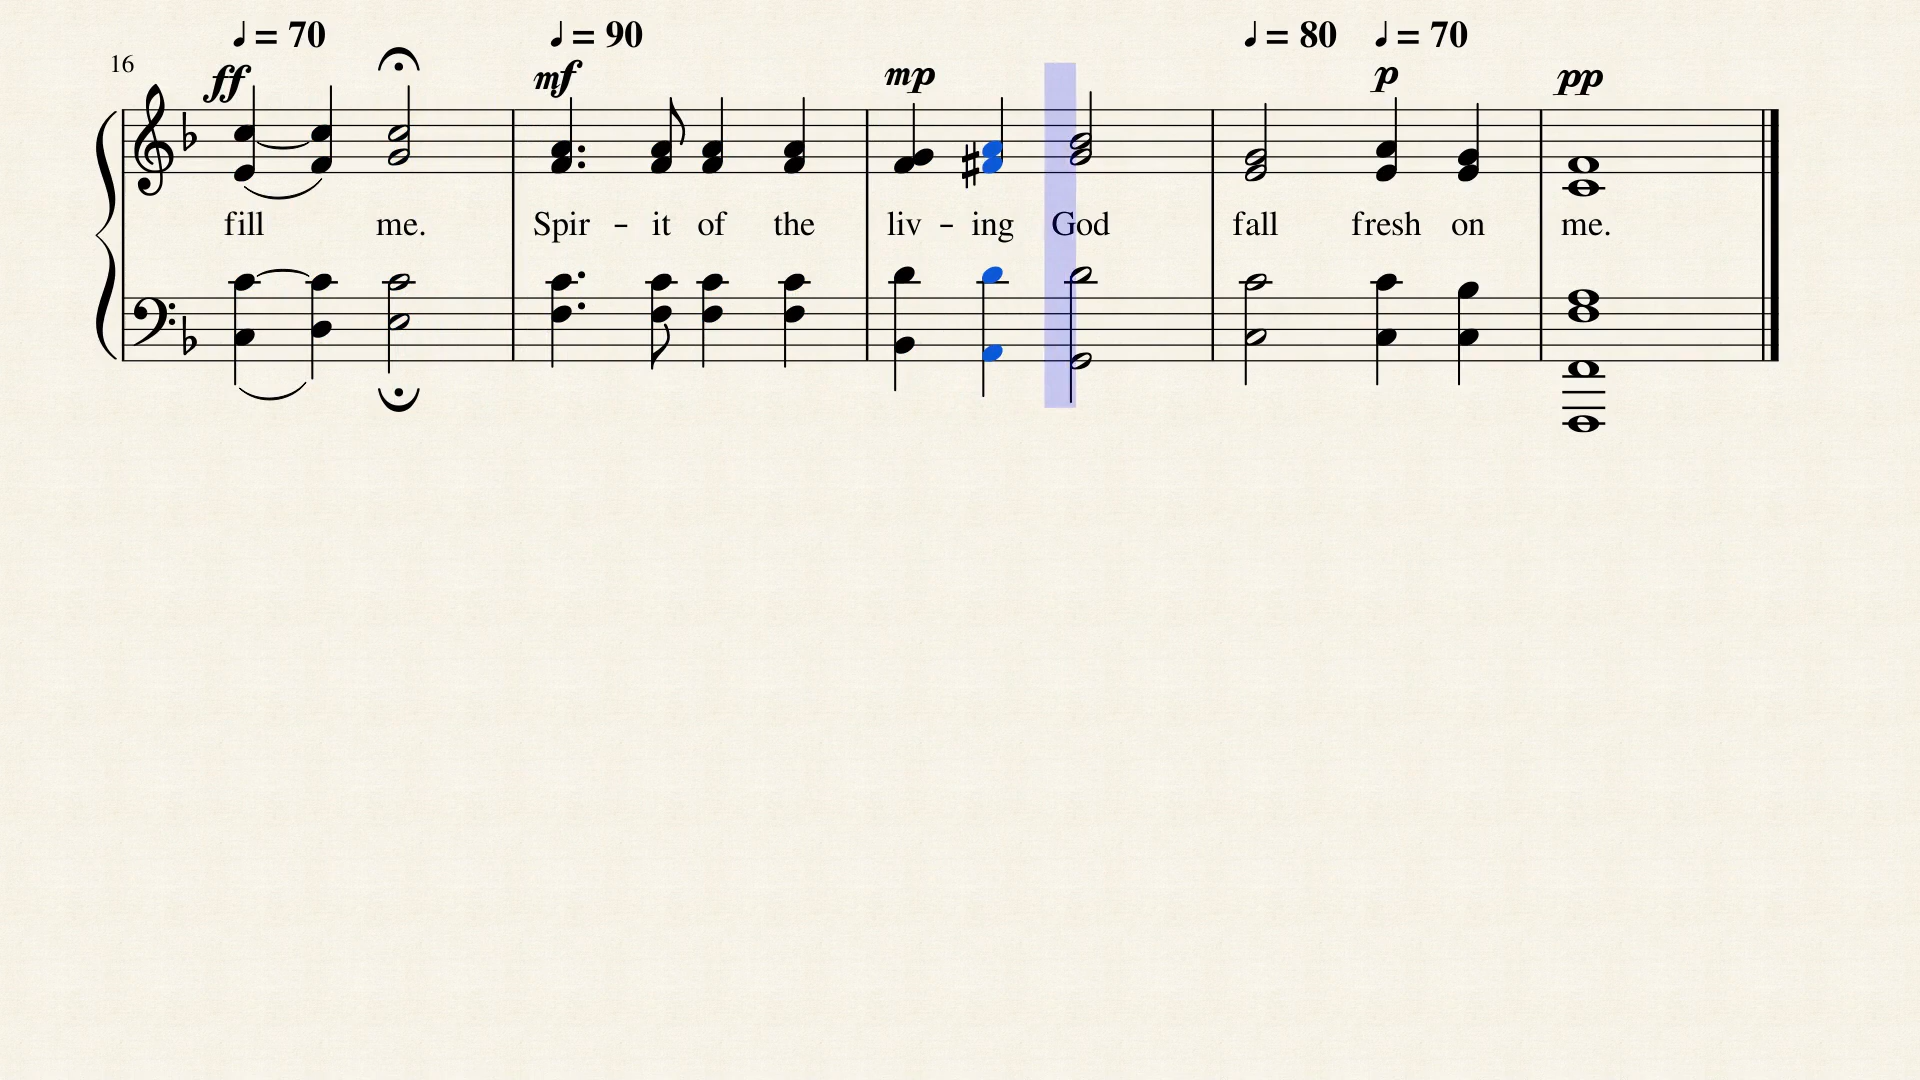 ♩ = 70 ♩ = 90 ♩ = 80 ♩ = 70
16
ff mf mp p pp
fill me. Spir - it of the liv - ing God fall fresh on me.